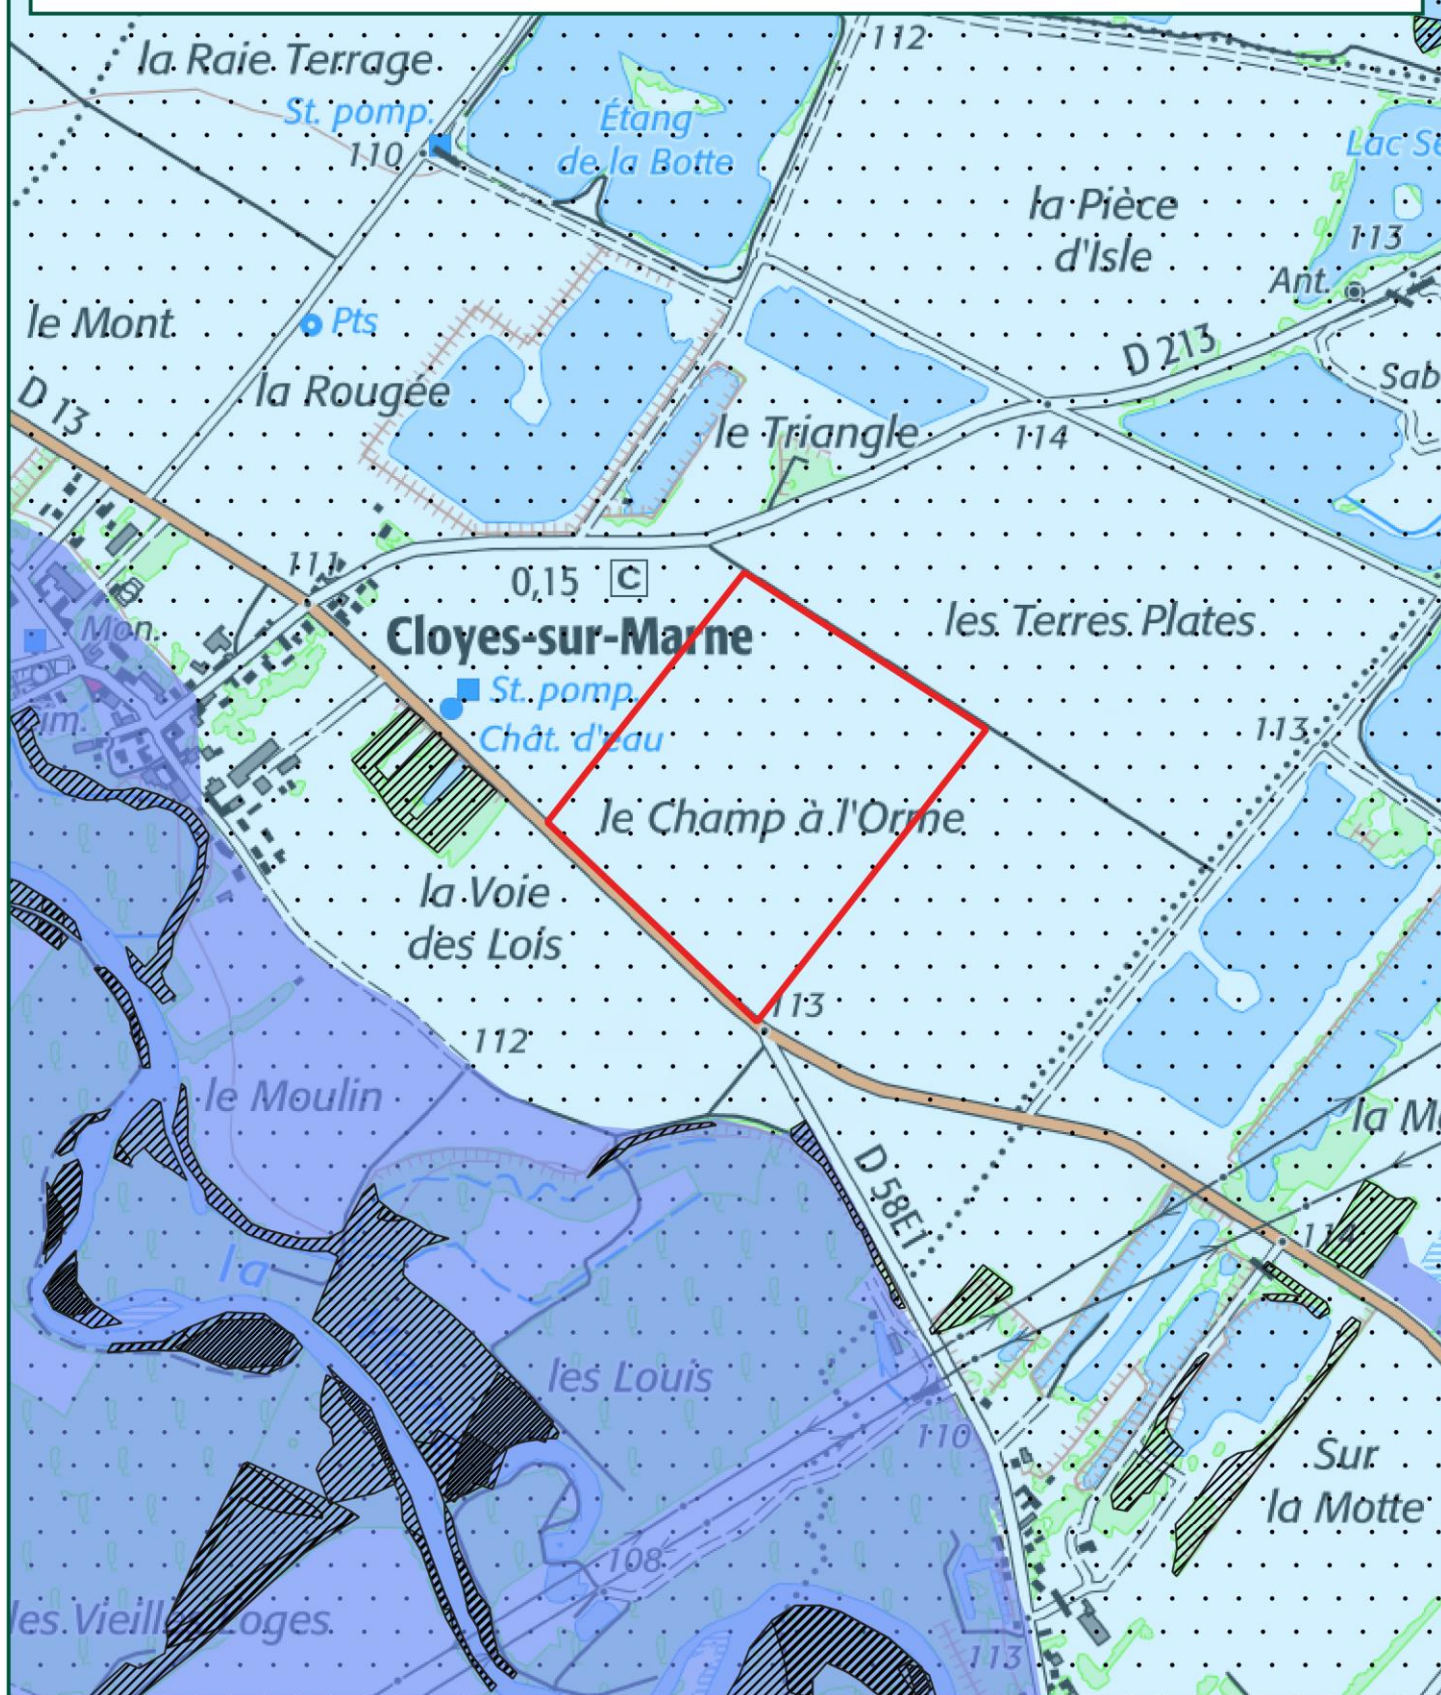 112
la Raie Terrage
St. pomp.
110
Étang
de la Botte
Lac Se
la Pièce
d'Isle
113
Ant.
le Mont
Pts
D 213
la Rougée
Sab
D 13
le Triangle
114
111
0,15 C
les Terres Plates
Cloyes-sur-Marne
Mon.
St. pomp.
im.
Chât. d'eau
113
le Champ à l'Orme
la Voie
des Lois
113
112
le Moulin
la Mo
D 58E1
114
la
les Louis
110
Sur
la Motte
108
les Vieilles Loges
113